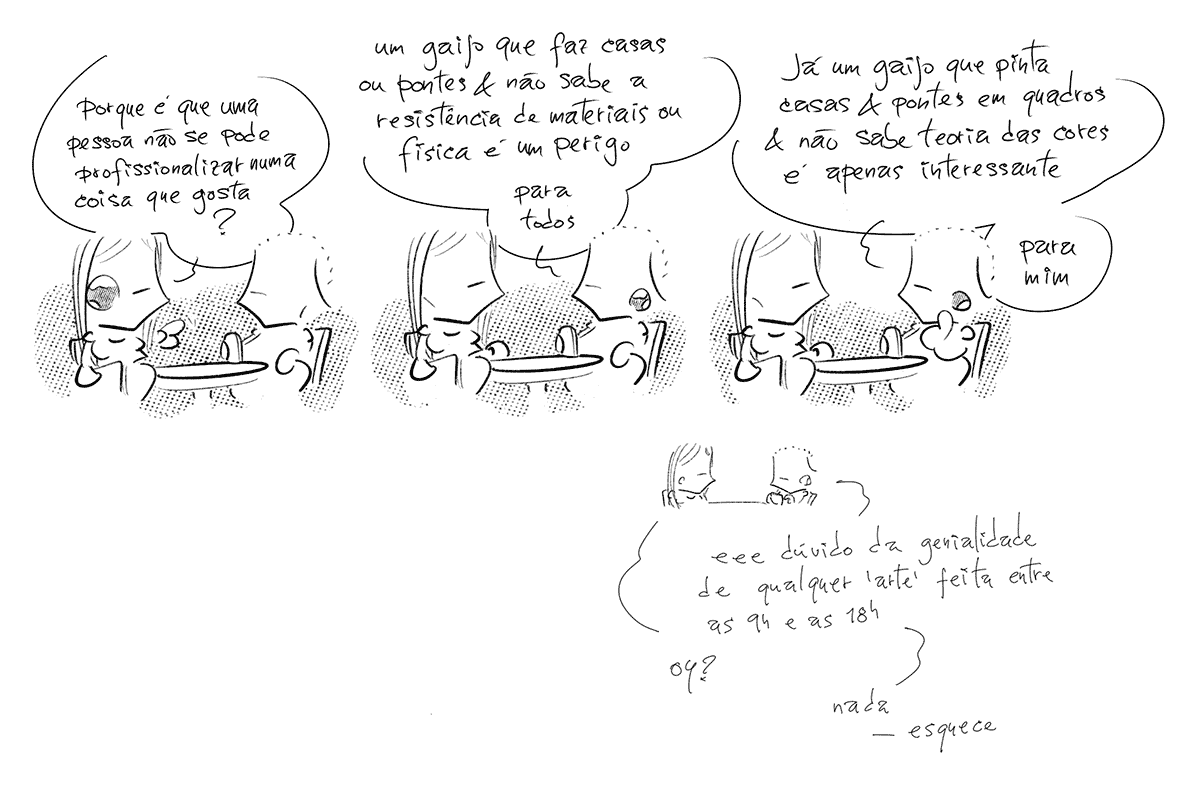 Porque é que uma
pessoa não se pode
profissionalizar numa
coisa que gosta
?
um gaijo que faz casas
ou pontes & não sabe a
resistência de materiais ou
física é um perigo
para
todos
Já um gaijo que pinta
casas & pontes em quadros
& não sabe teoria das cores
é apenas interessante
para
mim
eee dúvido da genialidade
de qualquer 'arte' feita entre
as 9h e as 18h
oq?
nada
— esquece